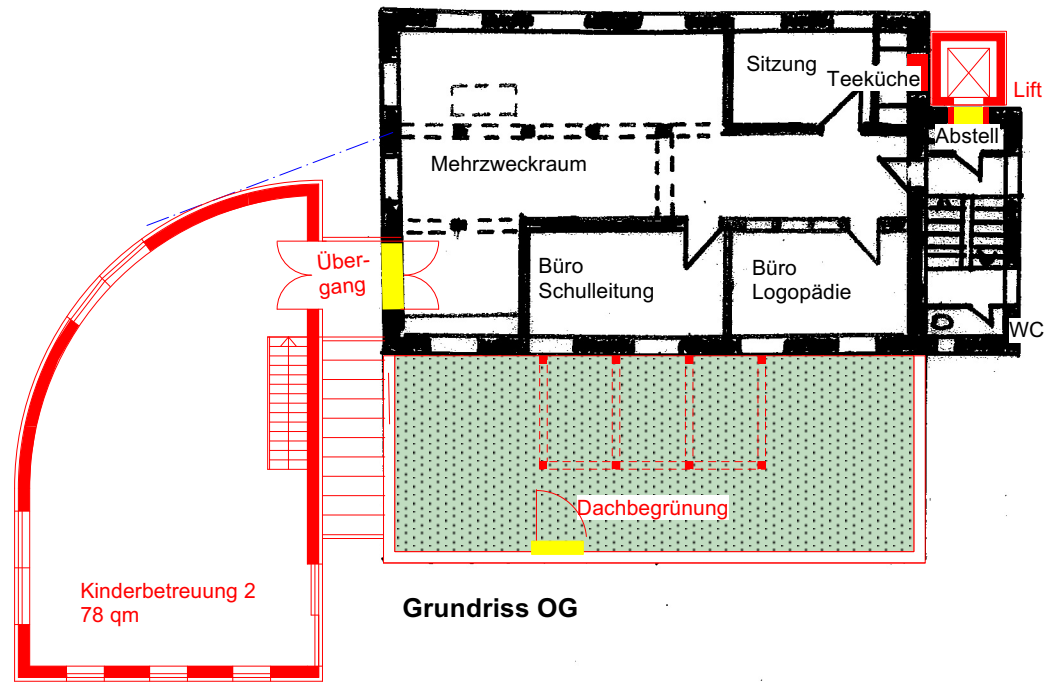 Sitzung
Teeküche
Lift
Abstell
Mehrzweckraum
Über-
gang
Büro
Schulleitung
Büro
Logopädie
WC
Dachbegrünung
Kinderbetreuung 2
78 qm
Grundriss OG